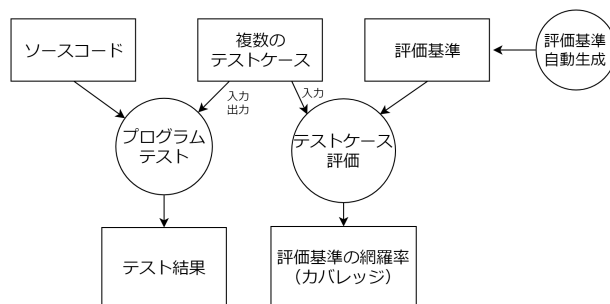 ソースコード
複数の
テストケース
評価基準
評価基準
自動生成
入力
出力
入力
プログラム
テスト
テストケース
評価
テスト結果
評価基準の網羅率
（カバレッジ）